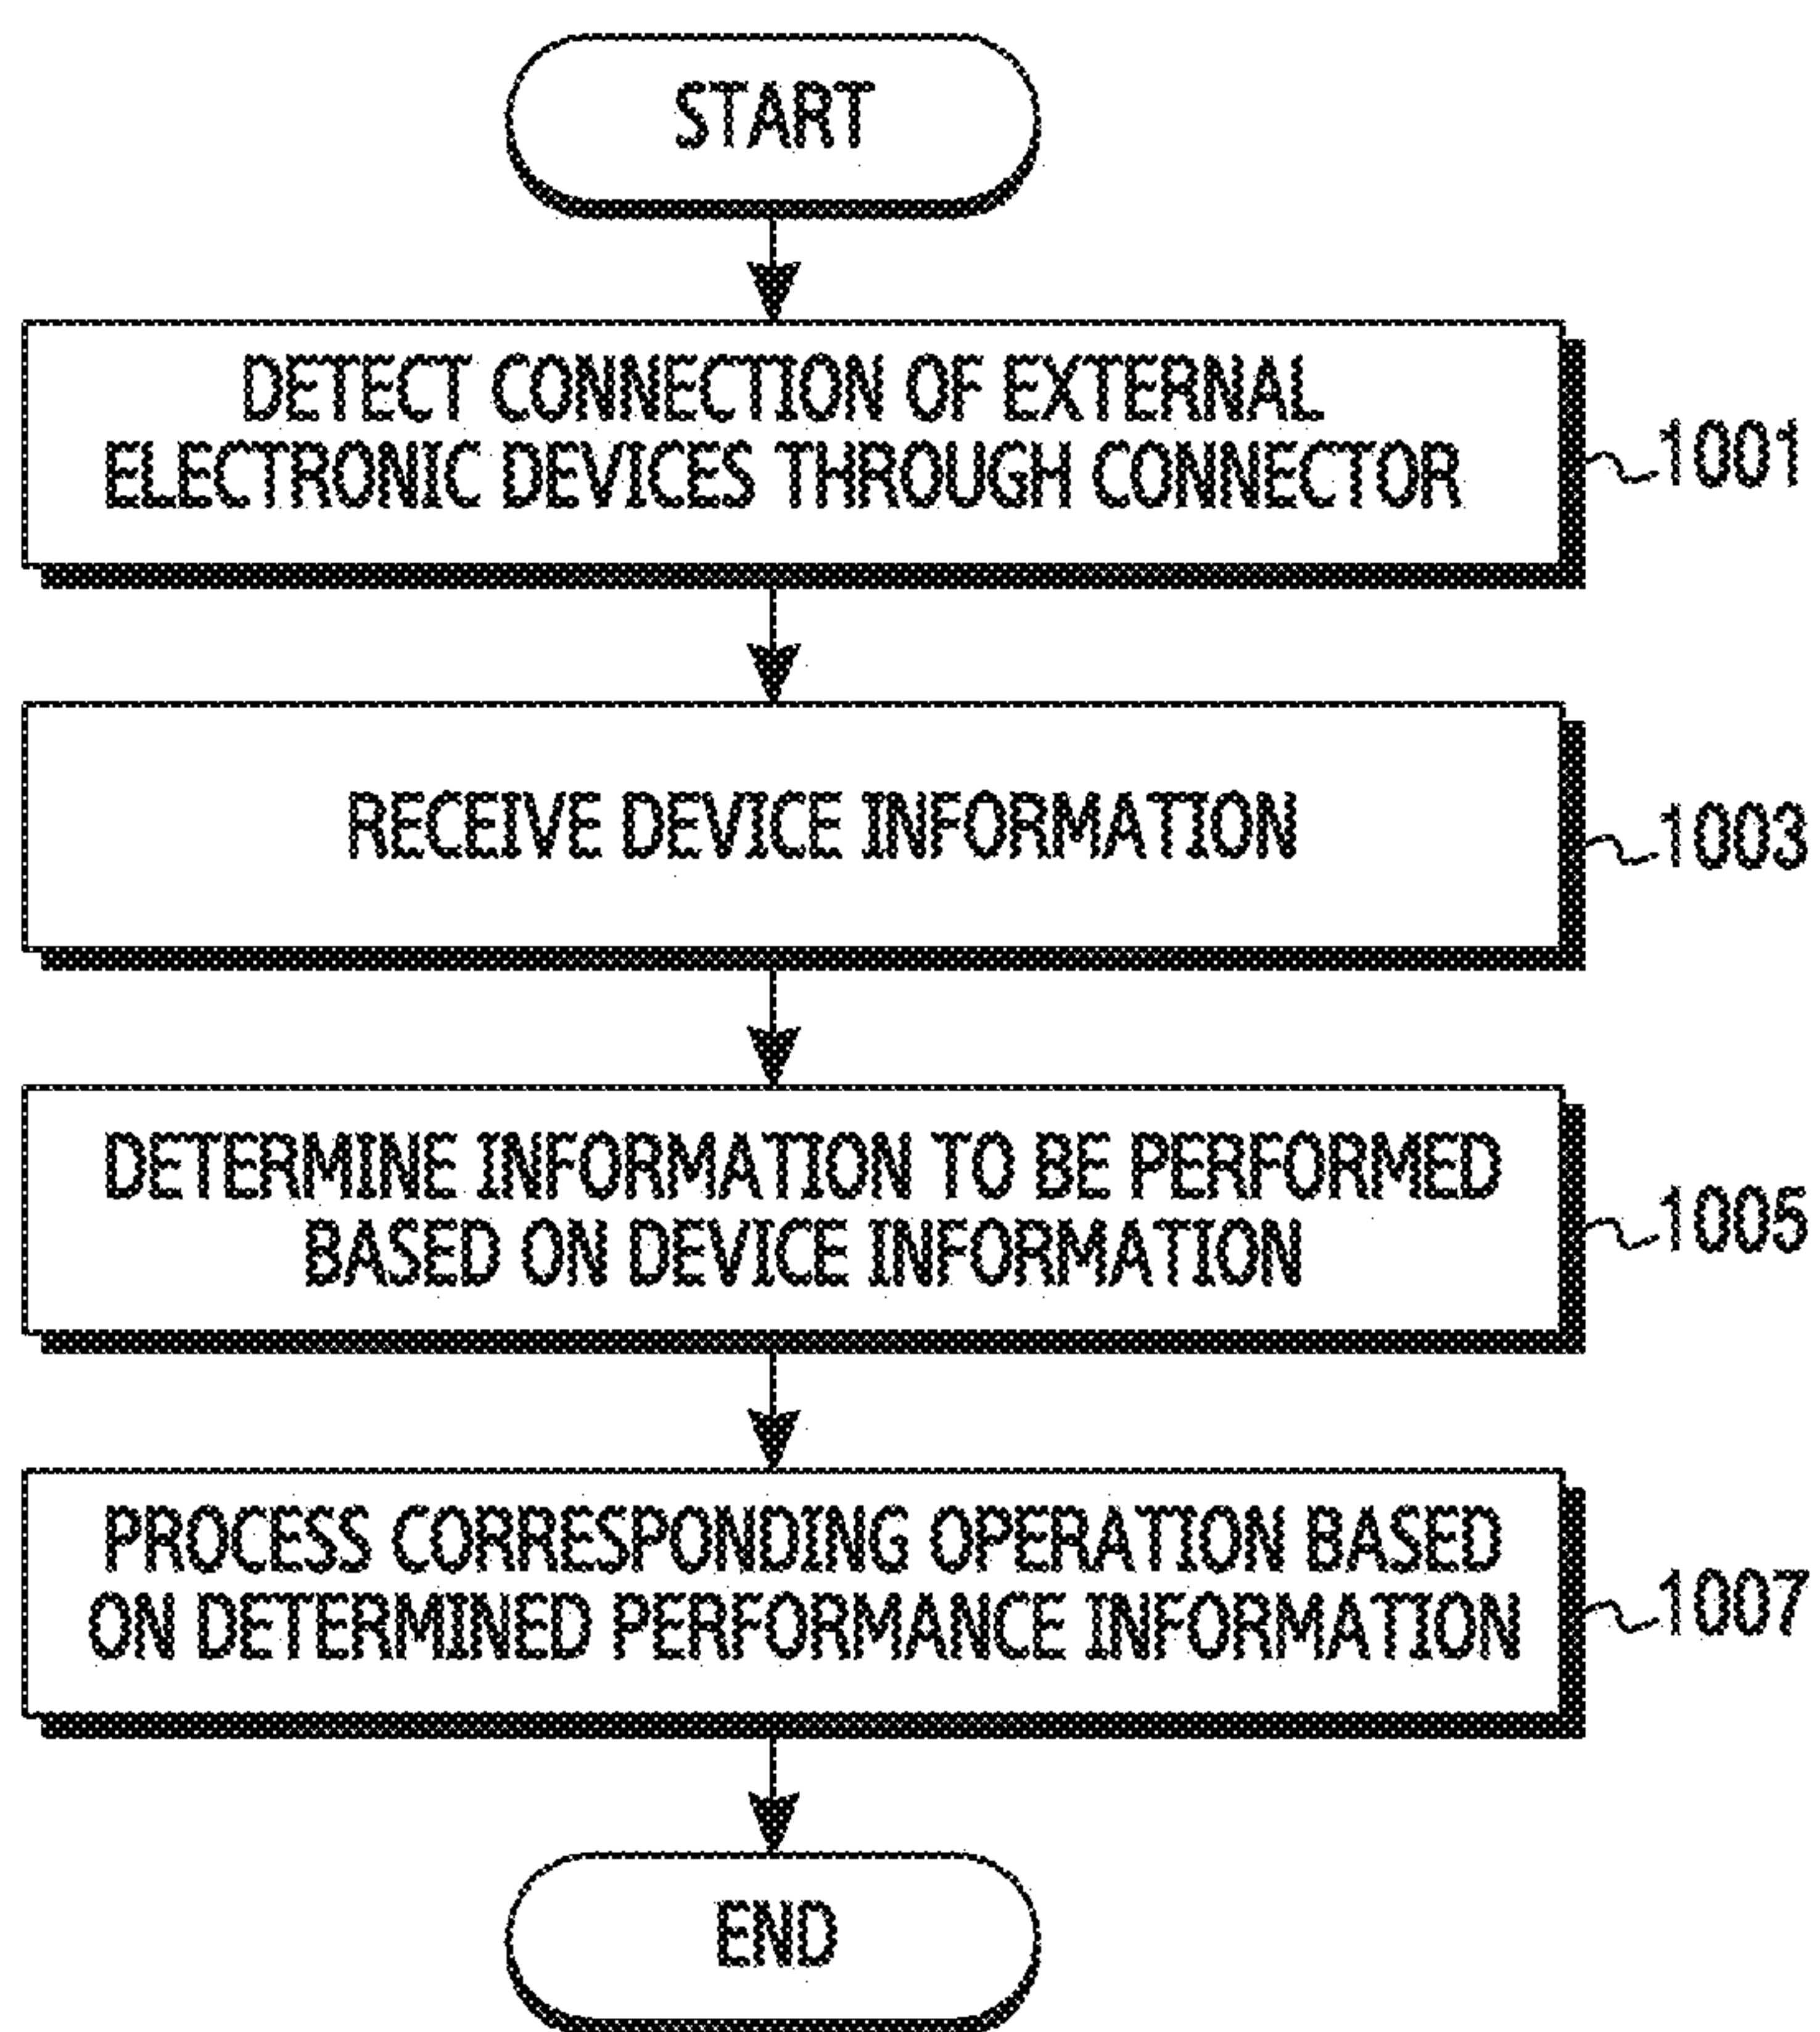 START
DETECT CONNECTION OF EXTERNAL
ELECTRONIC DEVICES THROUGH CONNECTOR
1001
RECEIVE DEVICE INFORMATION
1003
DETERMINE INFORMATION TO BE PERFORMED
BASED ON DEVICE INFORMATION
1005
PROCESS CORRESPONDING OPERATION BASED
ON DETERMINED PERFORMANCE INFORMATION
1007
END